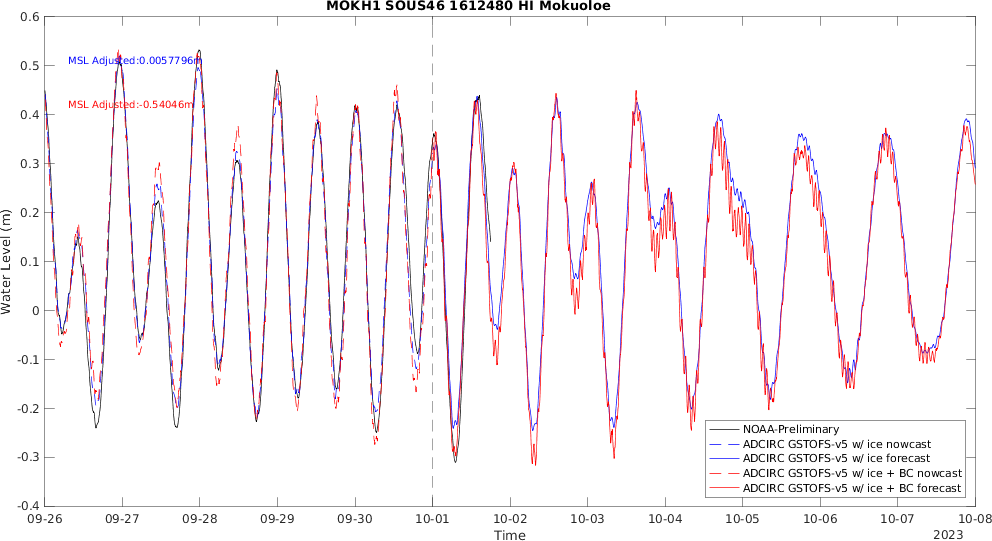 MOKH1 SOUS46 1612480 HI Mokuoloe
0.6
0.5
0.4
0.3
0.2
0.1
0
-0.1
-0.2
-0.3
-0.4
Water Level (m)
MSL Adjusted:0.0057796m
MSL Adjusted:-0.54046m
NOAA-Preliminary
ADCIRC GSTOFS-v5 w/ ice nowcast
ADCIRC GSTOFS-v5 w/ ice forecast
ADCIRC GSTOFS-v5 w/ ice + BC nowcast
ADCIRC GSTOFS-v5 w/ ice + BC forecast
09-26 09-27 09-28 09-29 09-30 10-01 10-02 10-03 10-04 10-05 10-06 10-07 10-08
Time
2023